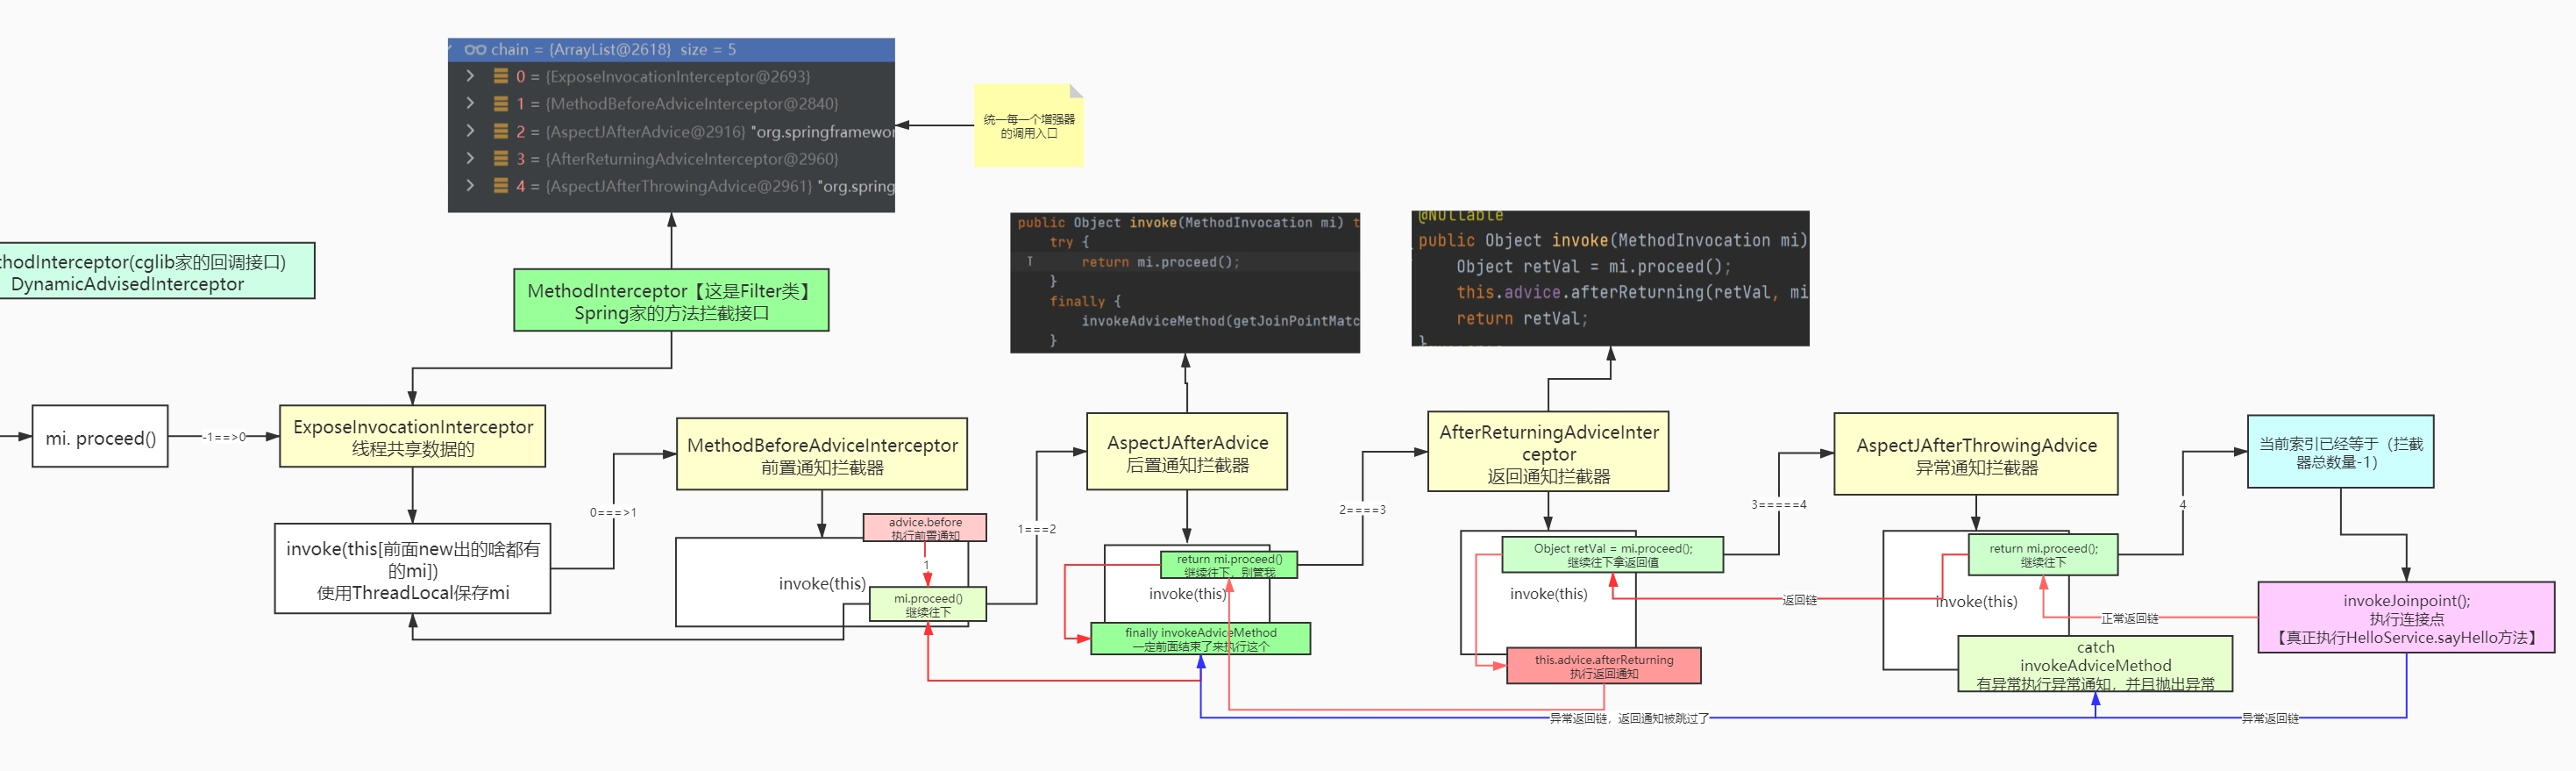 chain = {ArrayList@2618} size = 5
0 = {ExposeInvocationInterceptor@2693}
1 = {MethodBeforeAdviceInterceptor@2840}
2 = {AspectJAfterAdvice@2916} "org.springframewor
3 = {AfterReturningAdviceInterceptor@2960}
4 = {AspectJAfterThrowingAdvice@2961} "org.spring
统一每一个增强器
的调用入口
thodInterceptor(cglib家的回调接口)
DynamicAdvisedInterceptor
MethodInterceptor【这是Filter类】
Spring家的方法拦截接口
public Object invoke(MethodInvocation mi) t
try {
return mi.proceed();
}
finally {
invokeAdviceMethod(getJoinPointMatc
}
@Nullable
public Object invoke(MethodInvocation mi)
Object retVal = mi.proceed();
this.advice.afterReturning(retVal, mi
return retVal;
}
mi. proceed()
-1==>0
ExposeInvocationInterceptor
线程共享数据的
invoke(this[前面new出的啥都有
的mi])
使用ThreadLocal保存mi
0===>1
MethodBeforeAdviceInterceptor
前置通知拦截器
advice.before
执行前置通知
1
invoke(this)
mi.proceed()
继续往下
1===2
AspectJAfterAdvice
后置通知拦截器
return mi.proceed()
继续往下，别管我
invoke(this)
finally invokeAdviceMethod
一定前面结束了来执行这个
2====3
AfterReturningAdviceInter
ceptor
返回通知拦截器
Object retVal = mi.proceed();
继续往下拿返回值
invoke(this)
this.advice.afterReturning
执行返回通知
3=====4
AspectJAfterThrowingAdvice
异常通知拦截器
return mi.proceed();
继续往下
invoke(this)
catch
invokeAdviceMethod
有异常执行异常通知，并且抛出异常
返回链
4
当前索引已经等于（拦截
器总数量-1）
invokeJoinpoint();
执行连接点
【真正执行HelloService.sayHello方法】
正常返回链
异常返回链，返回通知被跳过了
异常返回链